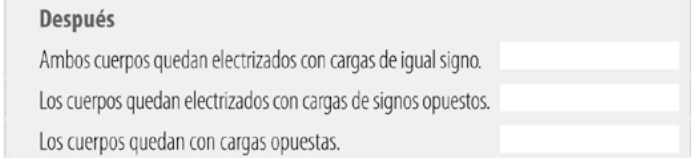 Después
Ambos cuerpos quedan electrizados con cargas de igual signo.
Los cuerpos quedan electrizados con cargas de signos opuestos.
Los cuerpos quedan con cargas opuestas.